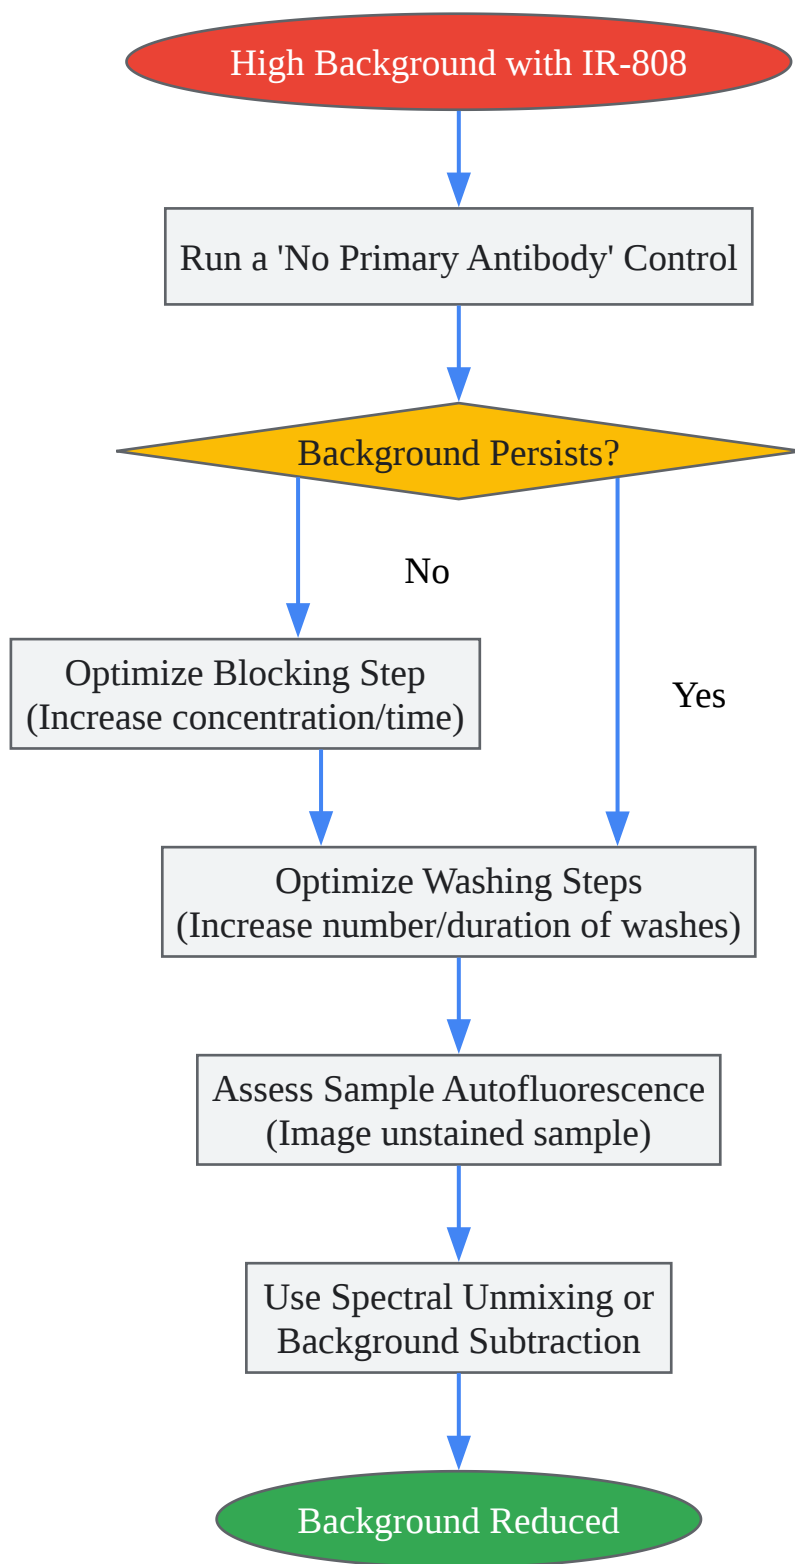 High Background with IR-808
Run a 'No Primary Antibody' Control
Background Persists?
No
Optimize Blocking Step
(Increase concentration/time)
Yes
Optimize Washing Steps
(Increase number/duration of washes)
Assess Sample Autofluorescence
(Image unstained sample)
Use Spectral Unmixing or
Background Subtraction
Background Reduced